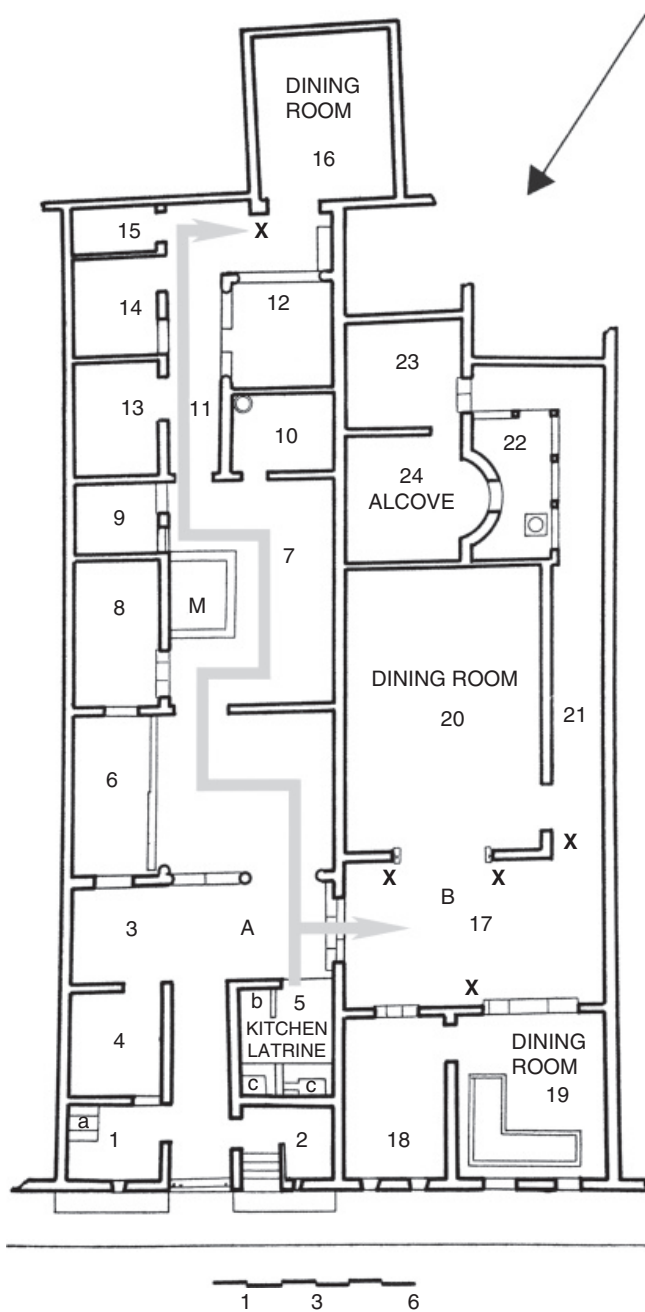 DINING
ROOM
16
X
15
14
12
23
13
11
10
22
24
ALCOVE
9
7
8
M
DINING ROOM
20
21
6
X
X
X
B
3
A
17
X
b
5
KITCHEN
LATRINE
4
DINING
ROOM
c
c
19
a
1
2
18
1
3
6